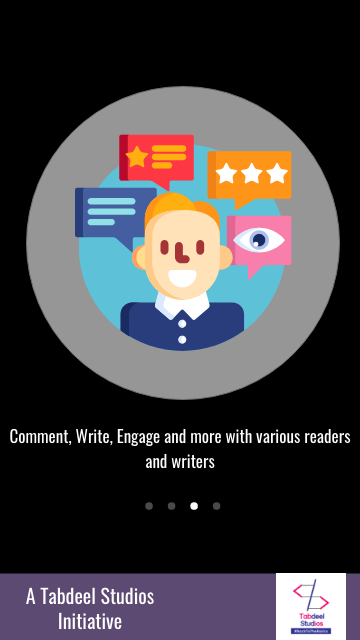 Comment, Write, Engage and more with various readers
and writers
A Tabdeel Studios
Initiative
Tabdeel
Studios